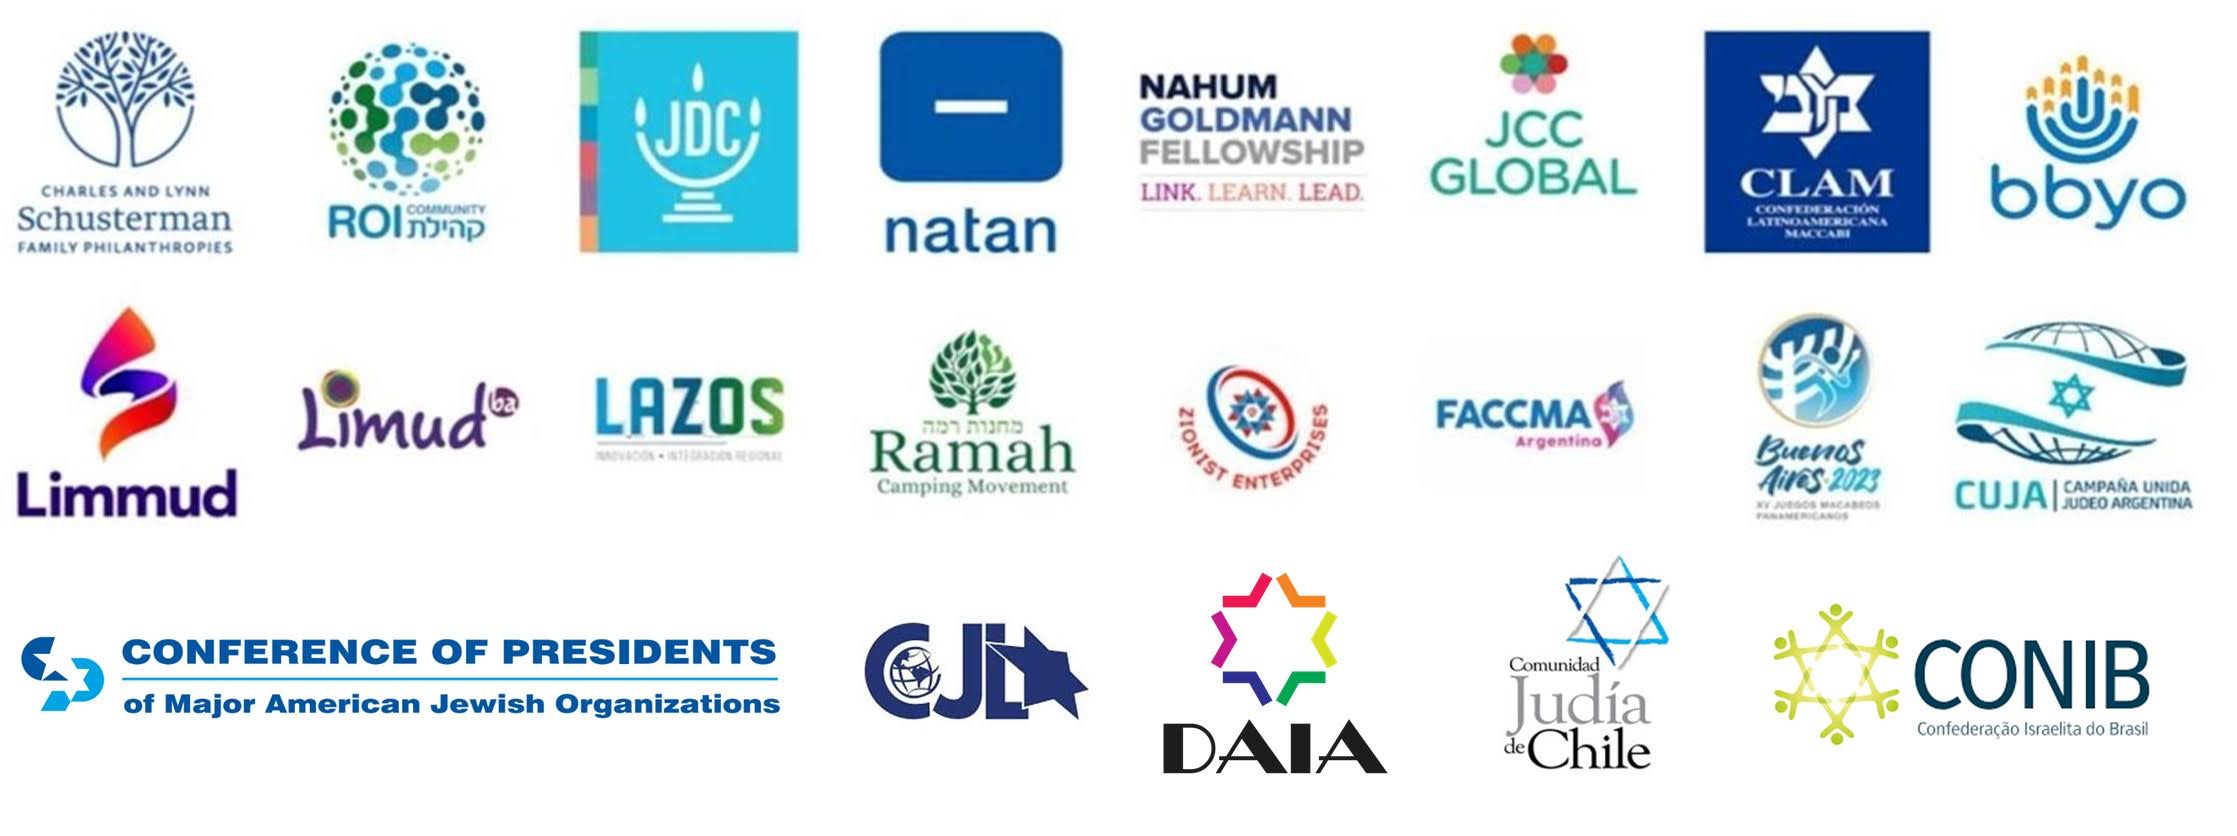 CHARLES AND LYNN
Schusterman
FAMILY PHILANTHROPIES
ROI COMMUNITY
קהילת
JDC
natan
NAHUM
GOLDMANN
FELLOWSHIP
LINK. LEARN. LEAD.
JCC
GLOBAL
מכבי
CLAM
CONFEDERACIÓN
LATINOAMERICANA
MACCABI
bbyo
Limmud
Limud ba
LAZOS
INNOVACIÓN • INTEGRACIÓN REGIONAL
מחנות רמה
Ramah
Camping Movement
ZIONIST ENTERPRISES
FACCMA
Argentina
Buenos
Aires 2023
XV JUEGOS MACABEOS
PANAMERICANOS
CUJA
CAMPAÑA UNIDA
JUDEO ARGENTINA
CONFERENCE OF PRESIDENTS
of Major American Jewish Organizations
CJL
DAIA
Comunidad
Judía
de Chile
CONIB
Confederação Israelita do Brasil